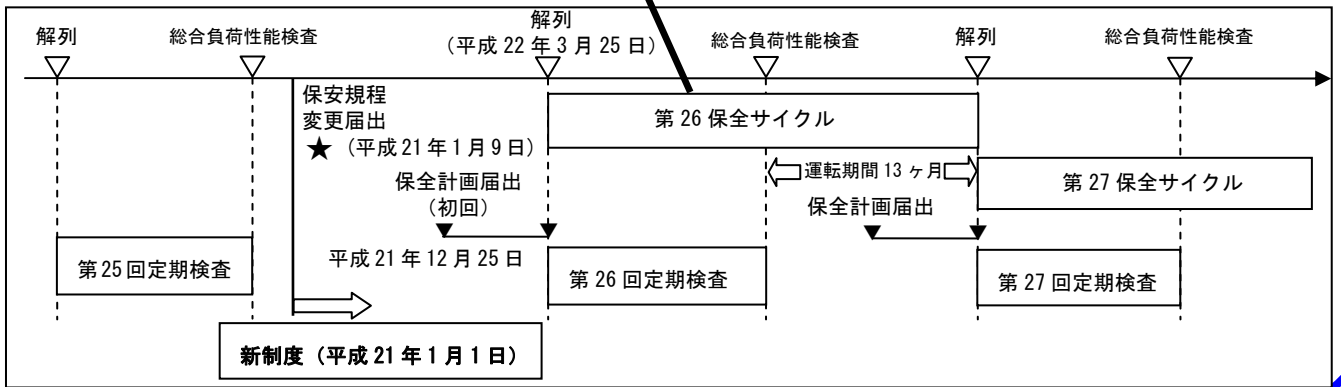 解列
総合負荷性能検査
解列
(平成 22 年 3 月 25 日)
総合負荷性能検査
解列
総合負荷性能検査
保安規程
変更届出
★ (平成 21 年 1 月 9 日)
第 26 保全サイクル
運転期間 13 ヶ月
第 27 保全サイクル
保全計画届出
(初回)
保全計画届出
平成 21 年 12 月 25 日
第 25 回定期検査
第 26 回定期検査
第 27 回定期検査
新制度 (平成 21 年 1 月 1 日)